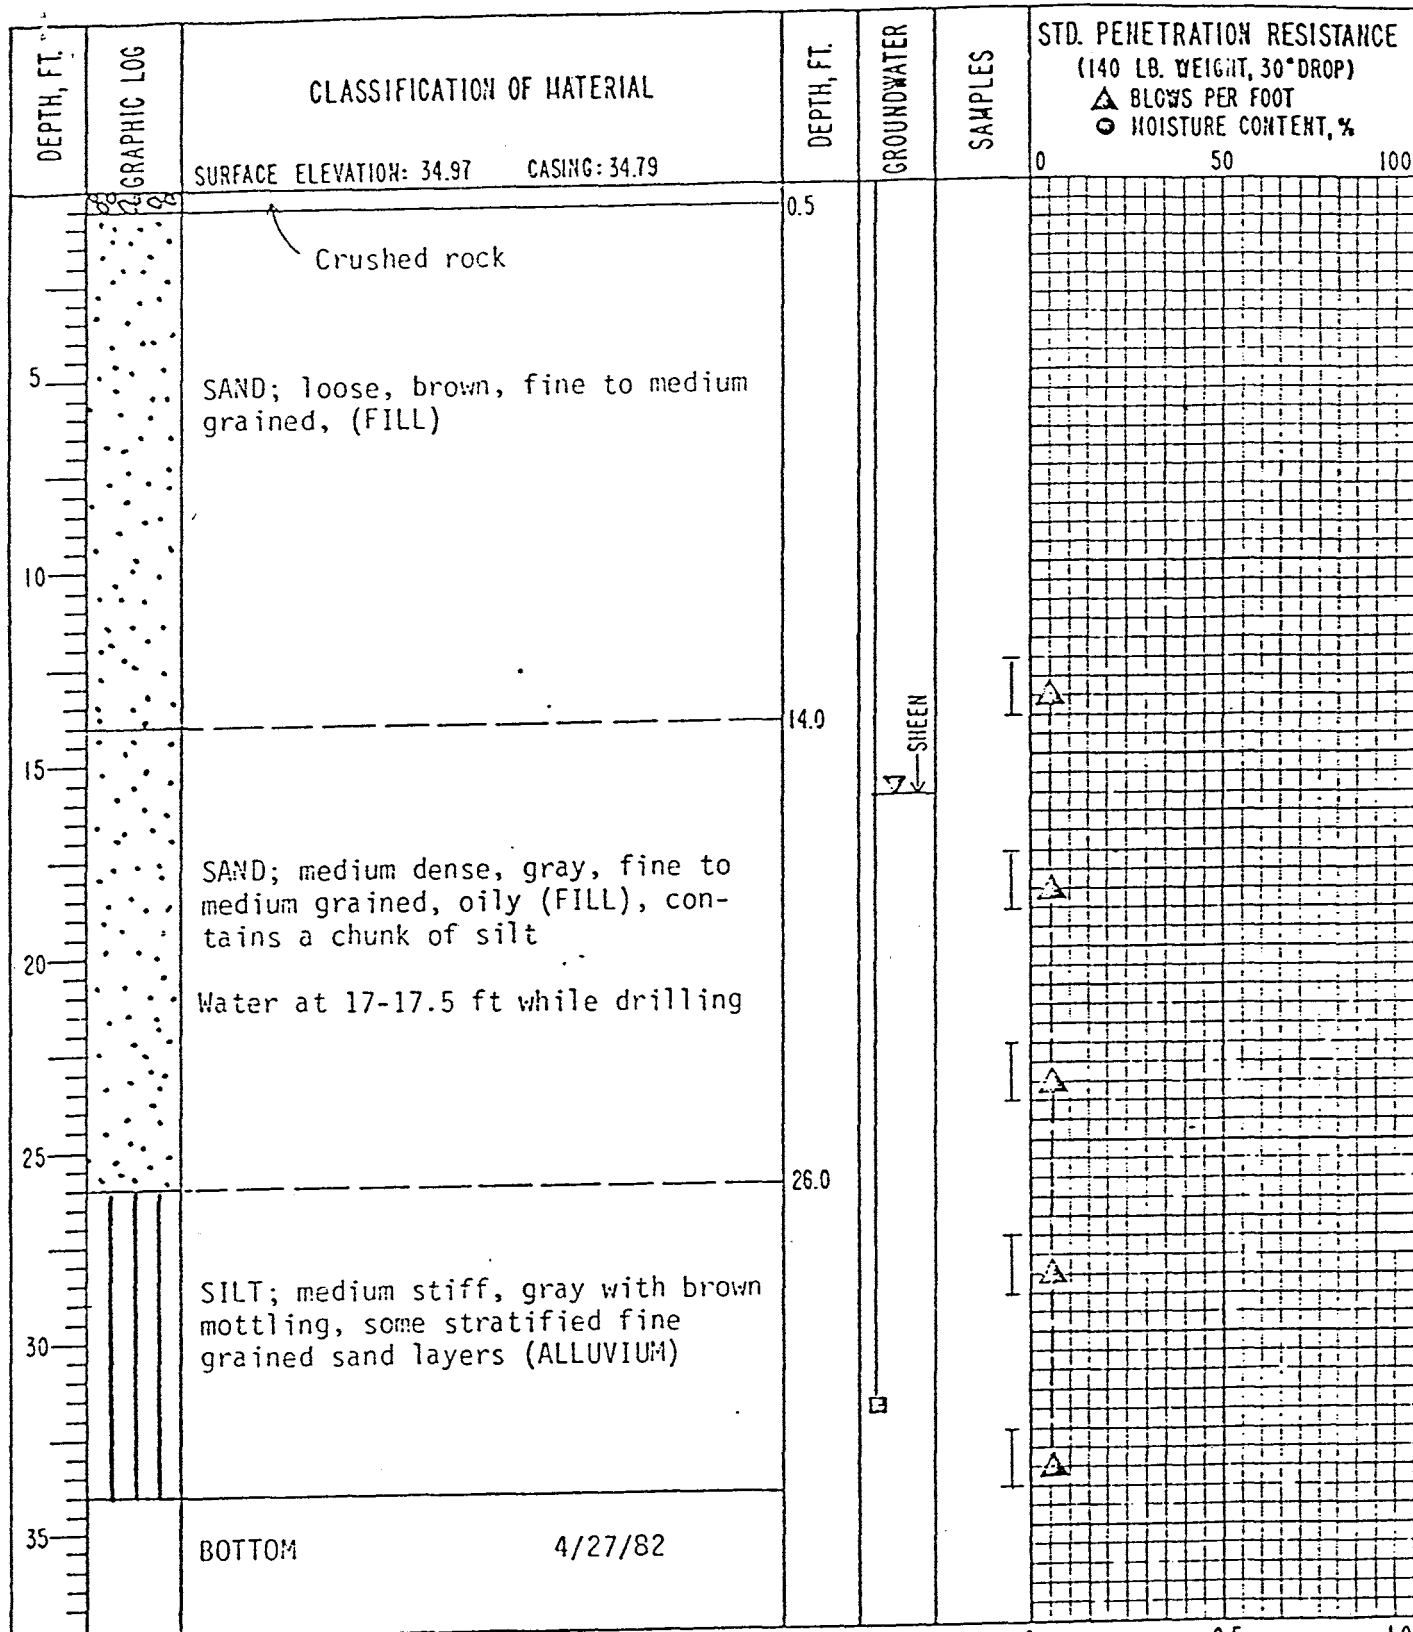 DEPTH, FT.
GRAPHIC LOG
CLASSIFICATION OF MATERIAL
SURFACE ELEVATION: 34.97 CASING: 34.79
DEPTH, FT.
GROUNDWATER
SAMPLES
STD. PENETRATION RESISTANCE
(140 LB. WEIGHT, 30" DROP)
BLOWS PER FOOT
MOISTURE CONTENT, %
0 50 100
0.5
Crushed rock
5
SAND; loose, brown, fine to medium
grained, (FILL)
10
14.0
SHEEN
15
SAND; medium dense, gray, fine to
medium grained, oily (FILL), con-
tains a chunk of silt
20
Water at 17-17.5 ft while drilling
25
26.0
SILT; medium stiff, gray with brown
mottling, some stratified fine
grained sand layers (ALLUVIUM)
30
35
BOTTOM 4/27/82